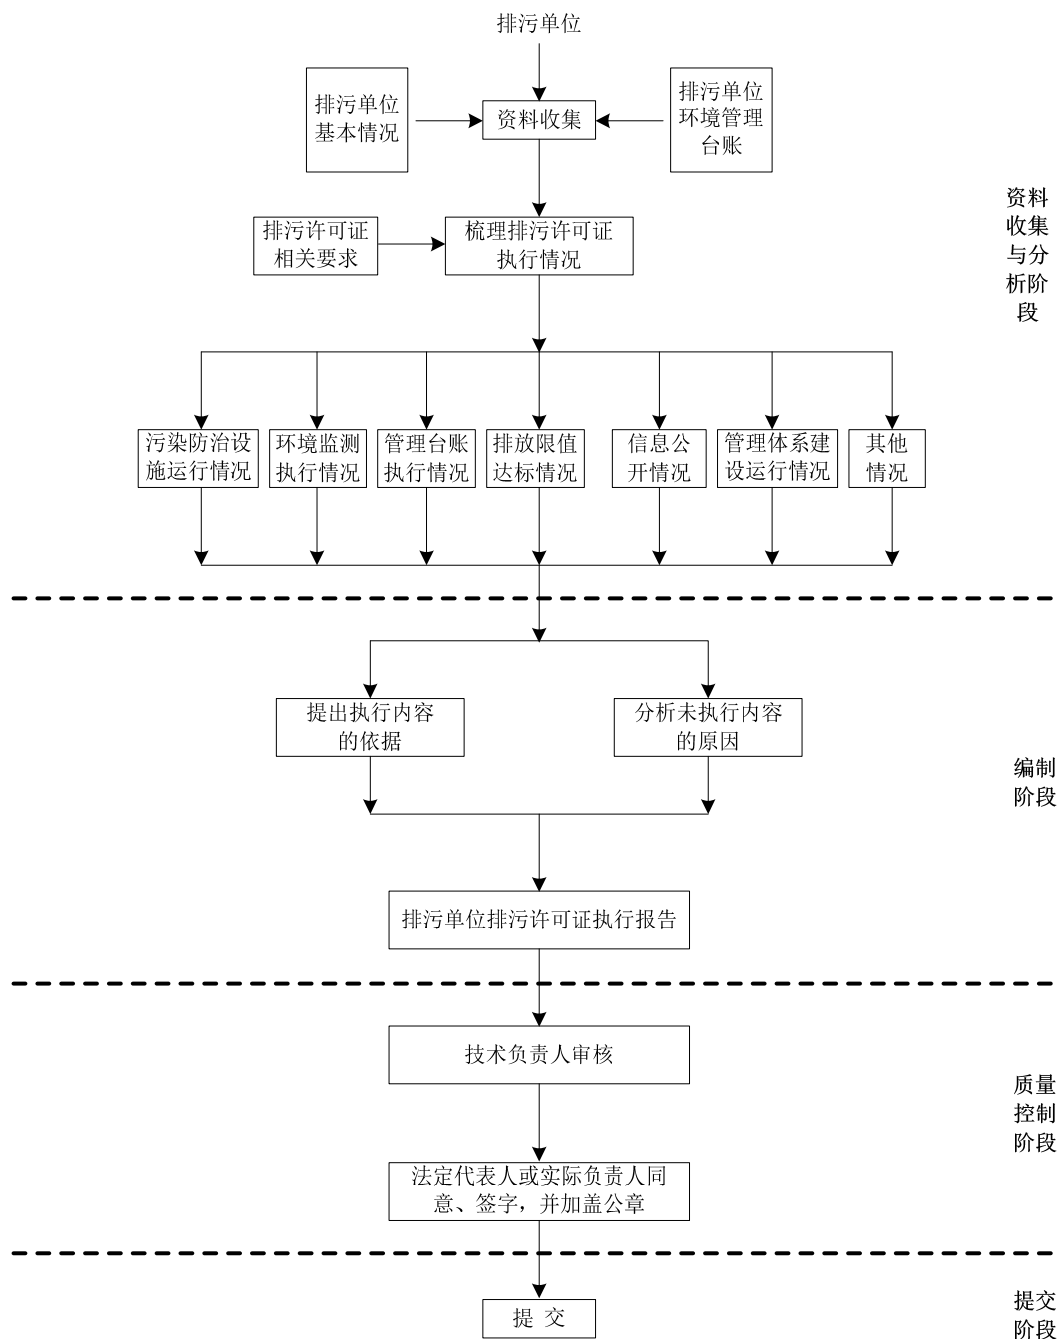 排污单位
排污单位
基本情况
资料收集
排污单位
环境管理
台账
排污许可证
相关要求
梳理排污许可证
执行情况
资料
收集
与分
析阶
段
污染防治设
施运行情况
环境监测
执行情况
管理台账
执行情况
排放限值
达标情况
信息公
开情况
管理体系建
设运行情况
其他
情况
提出执行内容
的依据
分析未执行内容
的原因
编制
阶段
排污单位排污许可证执行报告
技术负责人审核
质量
控制
阶段
法定代表人或实际负责人同
意、签字，并加盖公章
提 交
提交
阶段